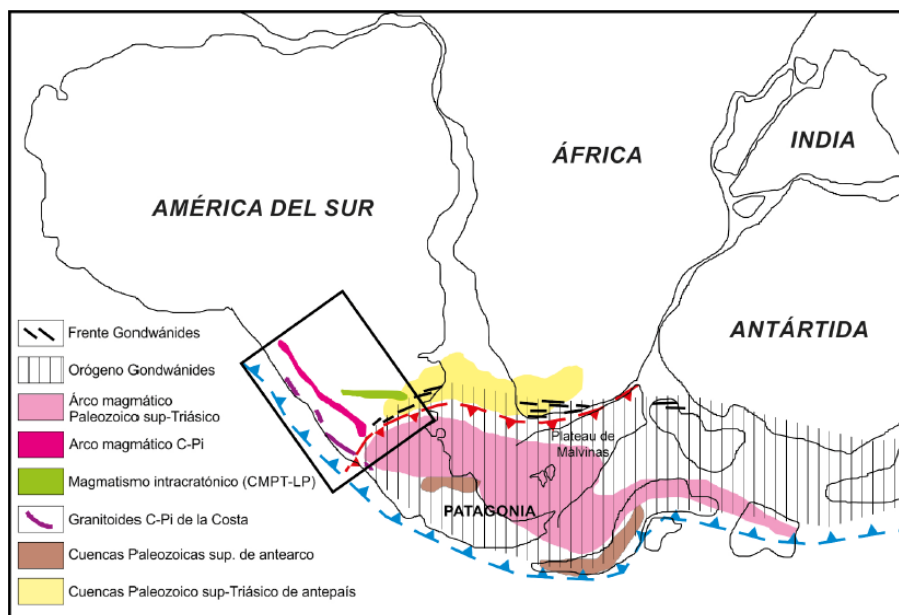 INDIA
ÁFRICA
AMÉRICA DEL SUR
ANTÁRTIDA
Frente Gondwánides
Orógeno Gondwánides
Árco magmático
Paleozoico sup-Triásico
Arco magmático C-Pi
Magmatismo intracratónico (CMPT-LP)
Granitoides C-Pi de la Costa
Cuencas Paleozoicas sup. de antearco
Cuencas Paleozoico sup-Triásico de antepaís
Plateau de
Malvinas
PATAGONIA